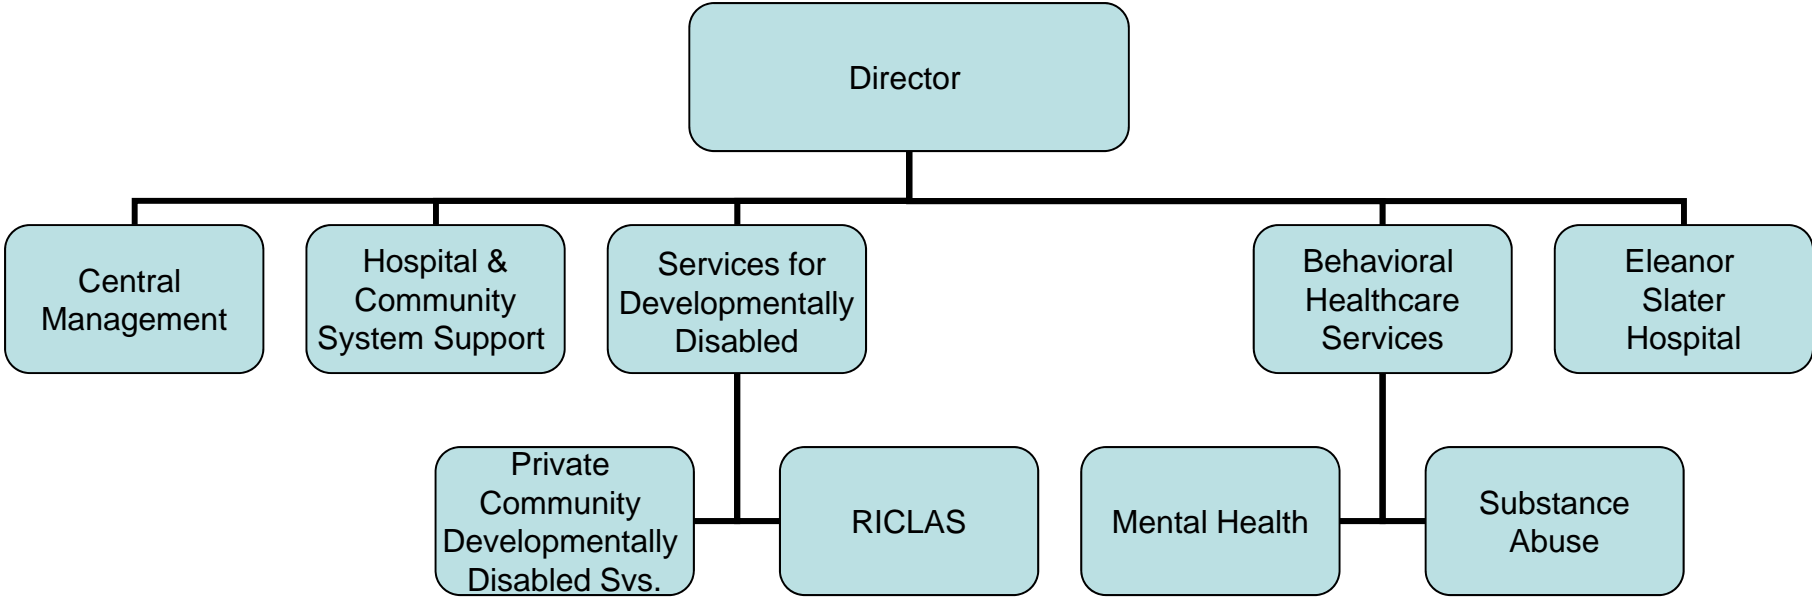 Director
Central
Management
Hospital &
Community
System Support
Services for
Developmentally
Disabled
Behavioral
Healthcare
Services
Eleanor
Slater
Hospital
Private
Community
Developmentally
Disabled Svs.
RICLAS
Mental Health
Substance
Abuse